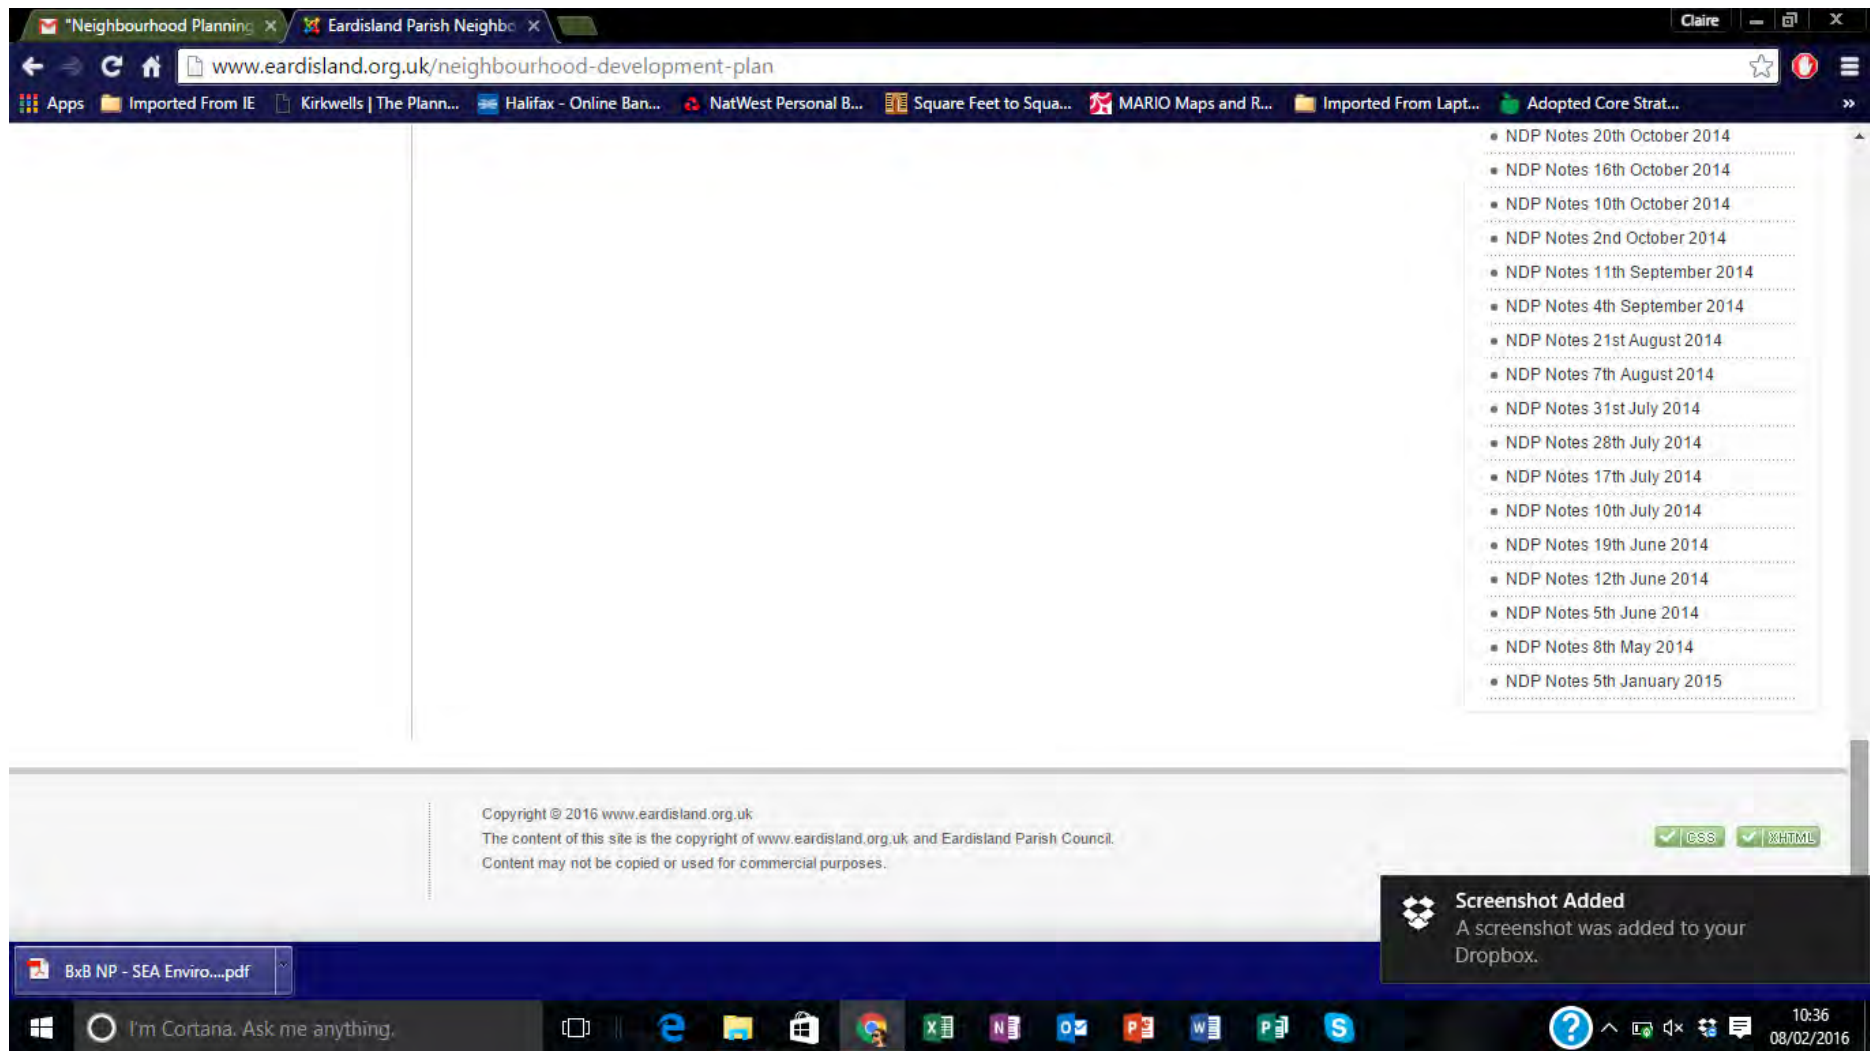 "Neighbourhood Planning
Eardisland Parish Neighbo
Claire
www.eardisland.org.uk/neighbourhood-development-plan
Apps
Imported From IE
Kirkwells | The Plann...
Halifax - Online Ban...
NatWest Personal B...
Square Feet to Squa...
MARIO Maps and R...
Imported From Lapt...
Adopted Core Strat...
»
NDP Notes 20th October 2014
NDP Notes 16th October 2014
NDP Notes 10th October 2014
NDP Notes 2nd October 2014
NDP Notes 11th September 2014
NDP Notes 4th September 2014
NDP Notes 21st August 2014
NDP Notes 7th August 2014
NDP Notes 31st July 2014
NDP Notes 28th July 2014
NDP Notes 17th July 2014
NDP Notes 10th July 2014
NDP Notes 19th June 2014
NDP Notes 12th June 2014
NDP Notes 5th June 2014
NDP Notes 8th May 2014
NDP Notes 5th January 2015
Copyright © 2016 www.eardisland.org.uk
The content of this site is the copyright of www.eardisland.org.uk and Eardisland Parish Council.
Content may not be copied or used for commercial purposes.
CSS
XHTML
Screenshot Added
A screenshot was added to your
Dropbox.
BxB NP - SEA Enviro....pdf
I'm Cortana. Ask me anything.
10:36
08/02/2016